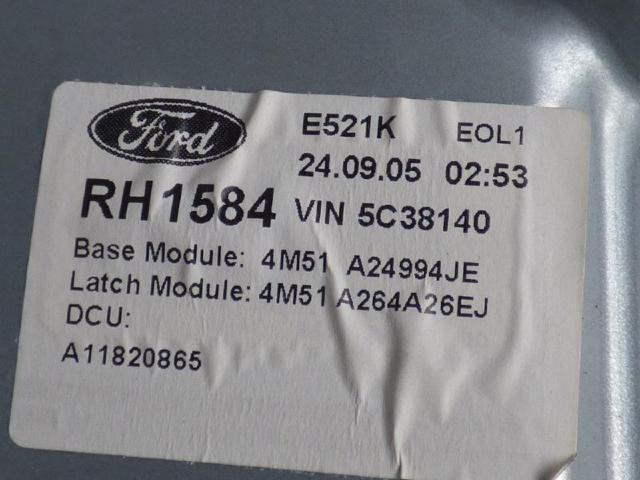 Ford
E521K EOL1
24.09.05 02:53
RH1584 VIN 5C38140
Base Module: 4M51 A24994JE
Latch Module: 4M51 A264A26EJ
DCU:
A11820865